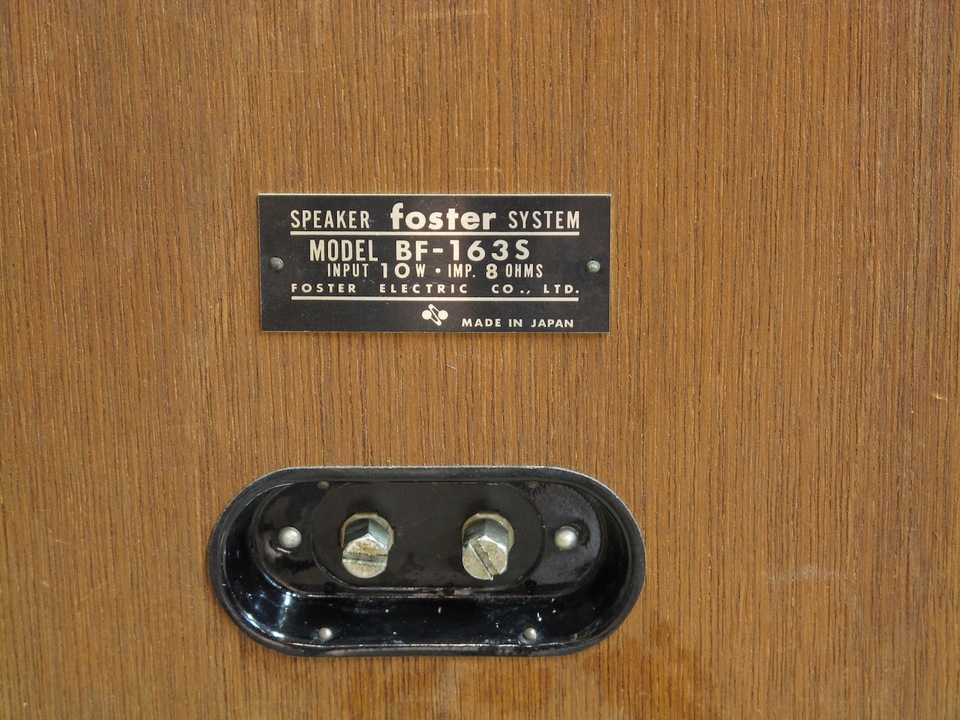 SPEAKER foster SYSTEM
MODEL BF-163S
INPUT 10W • IMP. 8 OHMS
FOSTER ELECTRIC CO., LTD.
MADE IN JAPAN